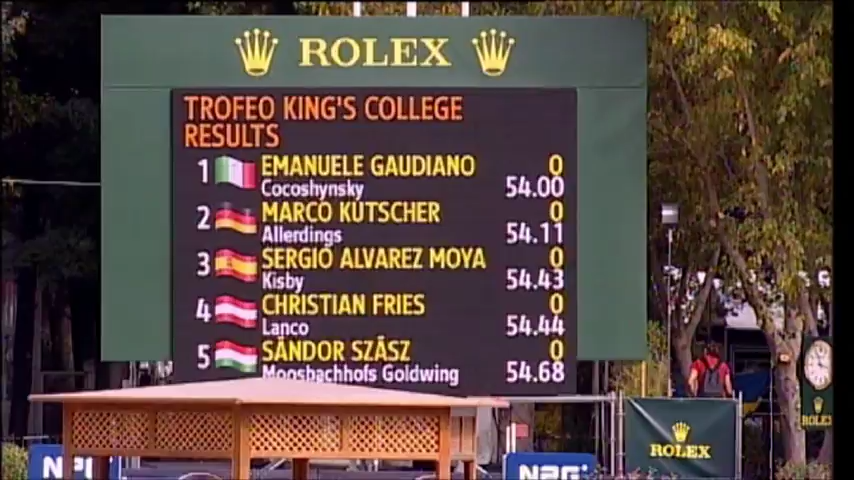 ROLEX
TROFEO KING'S COLLEGE
RESULTS
1 EMANUELE GAUDIANO 0
Cocoshynsky 54.00
2 MARCO KUTSCHER 0
Allerdings 54.11
3 SERGIO ALVAREZ MOYA 0
Kisby 54.43
4 CHRISTIAN FRIES 0
Lanco 54.44
5 SÁNDOR SZÁSZ 0
Moosbachhofs Goldwing 54.68
ROLEX
ROLEX